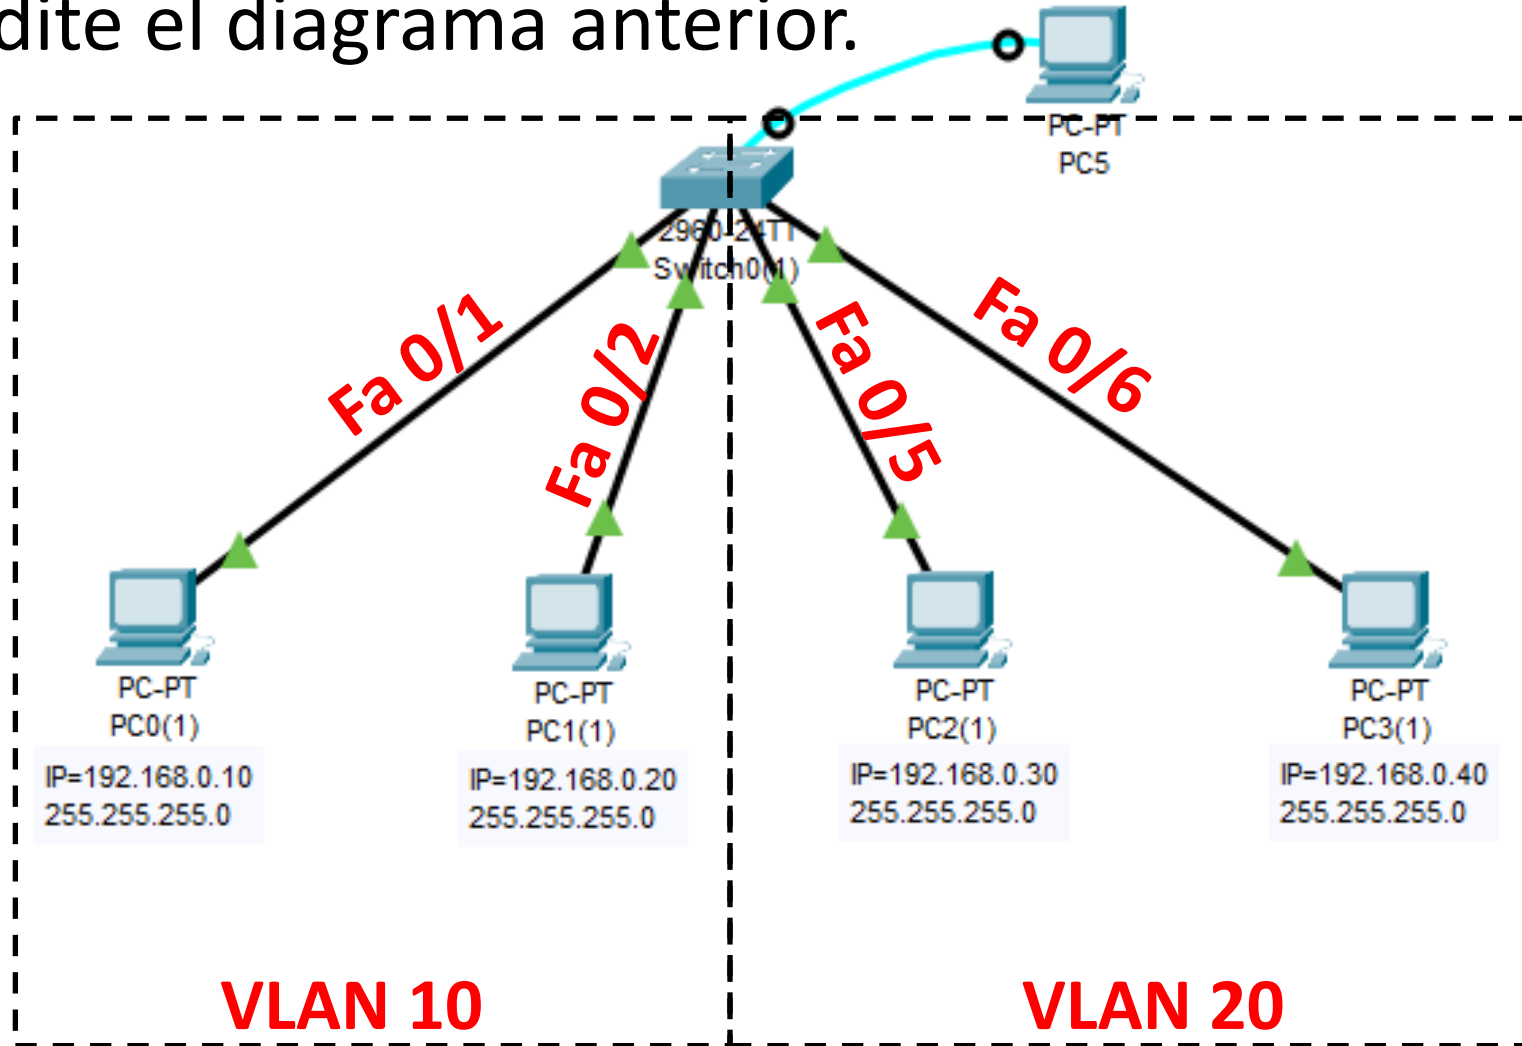 dite el diagrama anterior.
PC-PT
PC5
2960-24TT
Switch0(1)
Fa 0/1
Fa 0/2
Fa 0/5
Fa 0/6
PC-PT
PC0(1)
IP=192.168.0.10
255.255.255.0
PC-PT
PC1(1)
IP=192.168.0.20
255.255.255.0
PC-PT
PC2(1)
IP=192.168.0.30
255.255.255.0
PC-PT
PC3(1)
IP=192.168.0.40
255.255.255.0
VLAN 10
VLAN 20